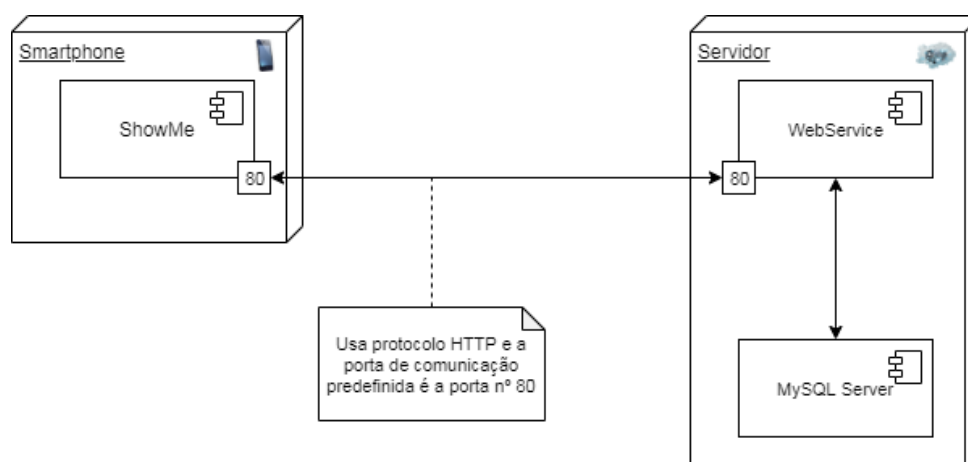 Smartphone
ShowMe
80
Servidor
WebService
80
Usa protocolo HTTP e a
porta de comunicação
predefinida é a porta nº 80
MySQL Server